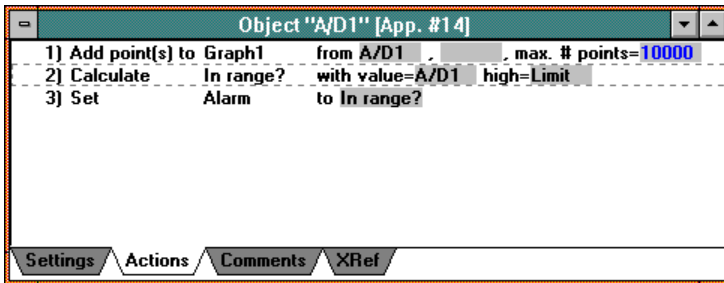 Object "A/D1" [App. #14]
1) Add point(s) to Graph1 from A/D1 , , max. # points=10000
2) Calculate In range? with value=A/D1 high=Limit
3) Set Alarm to In range?
Settings Actions Comments XRef